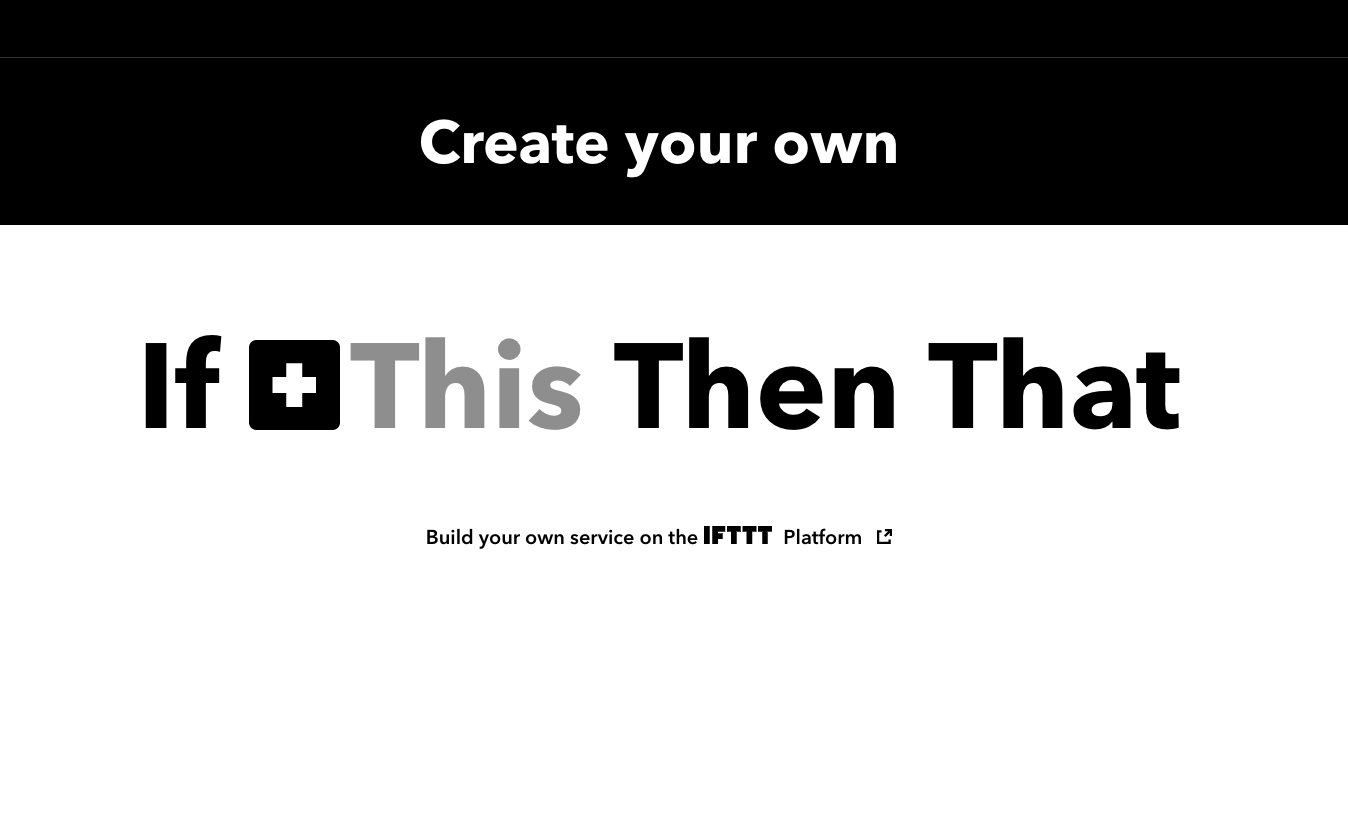 Create your own
If This Then That
Build your own service on the IFTTT Platform